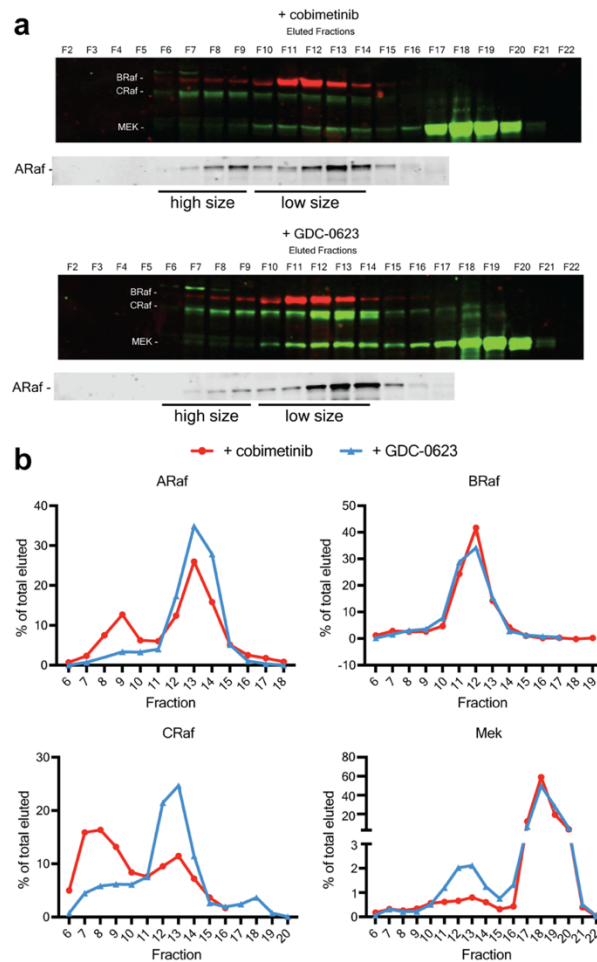 a
+ cobimetinib
Eluted Fractions
F2 F3 F4 F5 F6 F7 F8 F9 F10 F11 F12 F13 F14 F15 F16 F17 F18 F19 F20 F21 F22
BRaf -
CRaf -
MEK -
ARaf -
high size low size
+ GDC-0623
Eluted Fractions
F2 F3 F4 F5 F6 F7 F8 F9 F10 F11 F12 F13 F14 F15 F16 F17 F18 F19 F20 F21 F22
BRaf -
CRaf -
MEK -
ARaf -
high size low size
b
+ cobimetinib + GDC-0623
ARaf
% of total eluted
40
30
20
10
0
6 7 8 9 10 11 12 13 14 15 16 17 18
Fraction
BRaf
% of total eluted
50
40
30
20
10
0
-10
6 7 8 9 10 11 12 13 14 15 16 17 18 19
Fraction
CRaf
% of total eluted
30
20
10
0
6 7 8 9 10 11 12 13 14 15 16 17 18 19 20
Fraction
Mek
% of total eluted
80
60
40
20
3
2
1
0
6 7 8 9 10 11 12 13 14 15 16 17 18 19 20 21 22
Fraction